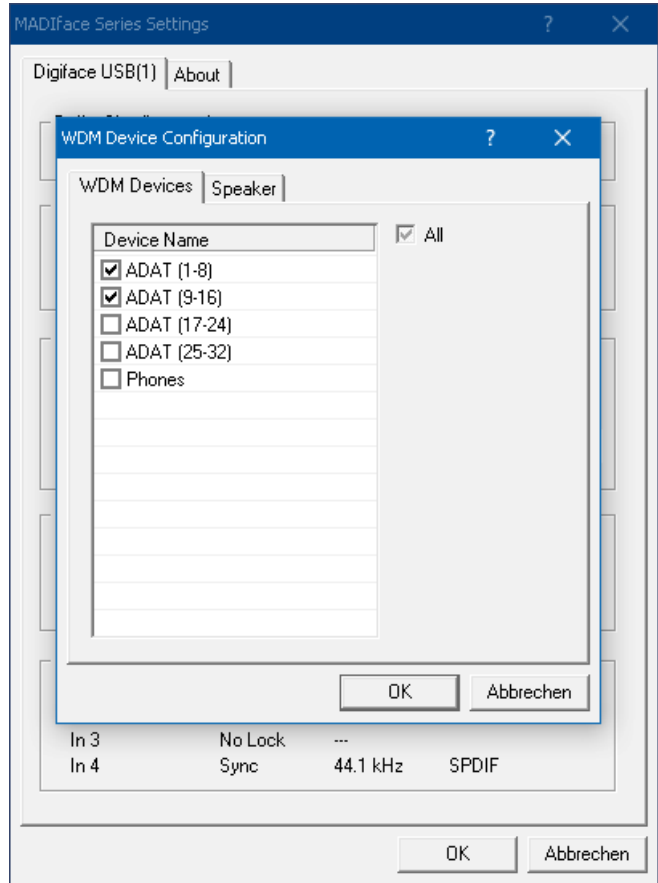 MADIface Series Settings
Digiface USB(1) About
WDM Device Configuration
WDM Devices Speaker
Device Name
All
ADAT (1-8)
ADAT (9-16)
ADAT (17-24)
ADAT (25-32)
Phones
OK Abbrechen
In 3 No Lock ---
In 4 Sync 44.1 kHz SPDIF
OK Abbrechen